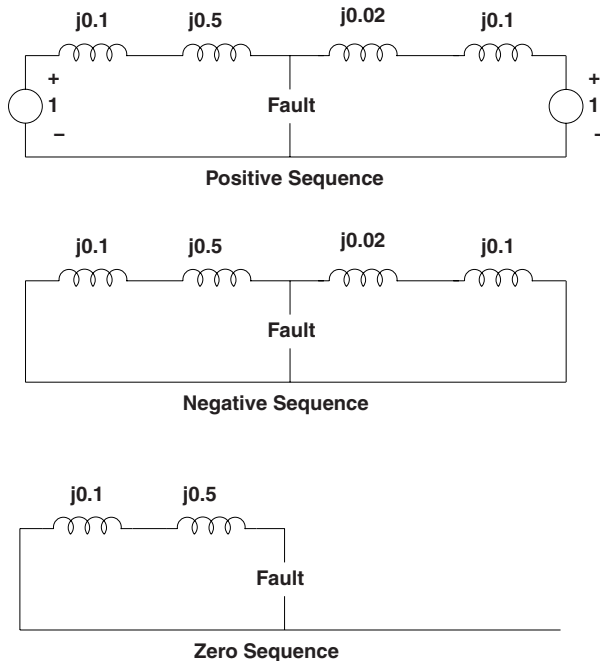 j0.1 j0.5 j0.02 j0.1
+ +
1 Fault 1
– –
Positive Sequence
j0.1 j0.5 j0.02 j0.1
Fault
Negative Sequence
j0.1 j0.5
Fault
Zero Sequence